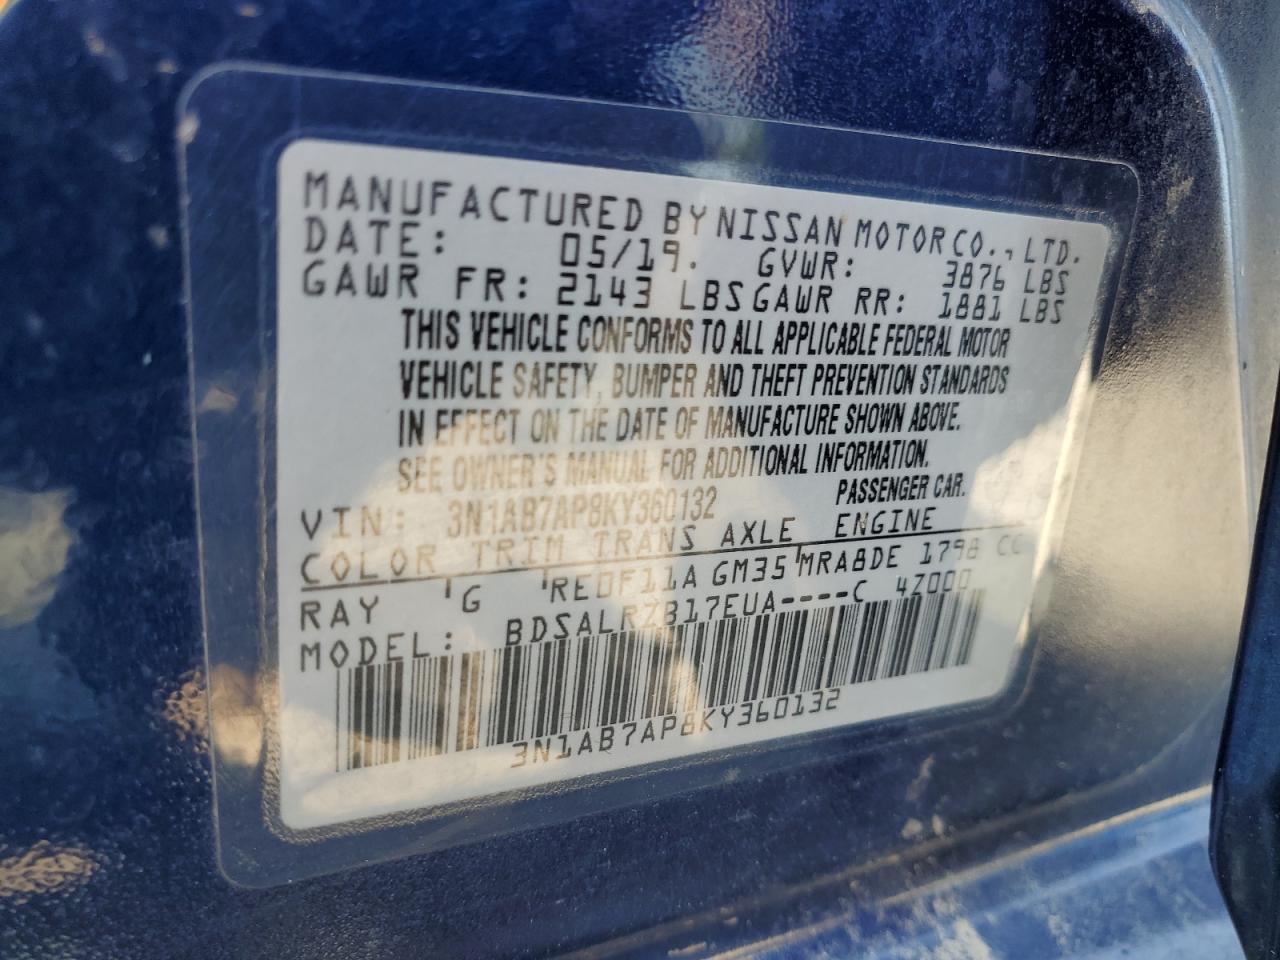 MANUFACTURED BY NISSAN MOTOR CO., LTD.
DATE: 05/19. GVWR: 3876 LBS
GAWR FR: 2143 LBS GAWR RR: 1881 LBS
THIS VEHICLE CONFORMS TO ALL APPLICABLE FEDERAL MOTOR
VEHICLE SAFETY, BUMPER AND THEFT PREVENTION STANDARDS
IN EFFECT ON THE DATE OF MANUFACTURE SHOWN ABOVE.
SEE OWNER'S MANUAL FOR ADDITIONAL INFORMATION.
VIN: 3N1AB7AP8KY360132 PASSENGER CAR.
COLOR TRIM TRANS AXLE ENGINE
RAY 'G 'RE0F11A GM35 'MRA8DE 1798 CC
MODEL: BDSALRZB17EUA----C 4Z000
3N1AB7AP8KY360132